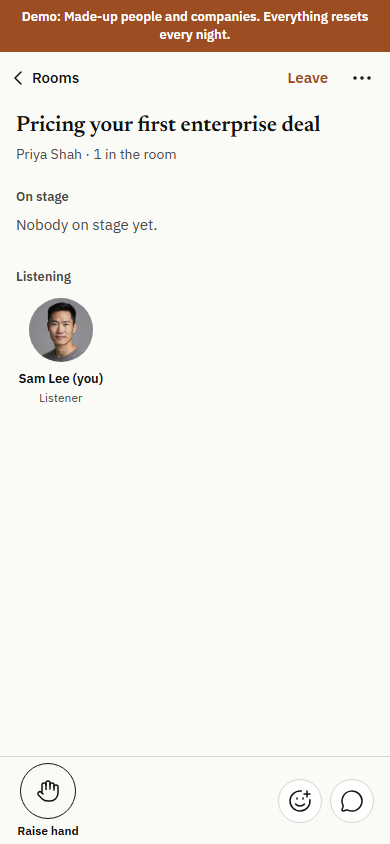 Demo: Made-up people and companies. Everything resets
every night.
Rooms
Leave
Pricing your first enterprise deal
Priya Shah · 1 in the room
On stage
Nobody on stage yet.
Listening
Sam Lee (you)
Listener
Raise hand